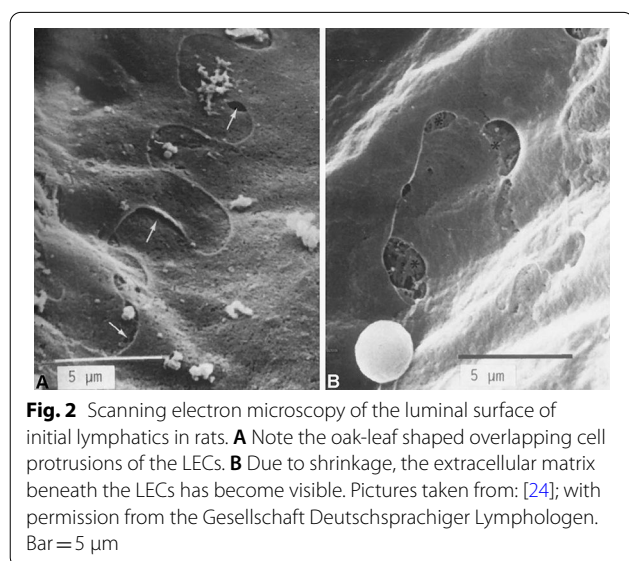 5 µm
A
5 µm
B
Fig. 2 Scanning electron microscopy of the luminal surface of
initial lymphatics in rats. A Note the oak-leaf shaped overlapping cell
protrusions of the LECs. B Due to shrinkage, the extracellular matrix
beneath the LECs has become visible. Pictures taken from: [24]; with
permission from the Gesellschaft Deutschsprachiger Lymphologen.
Bar = 5 µm